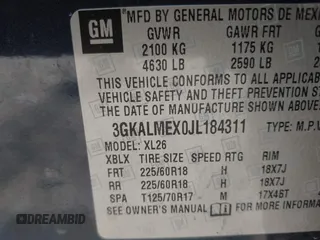 GM
MFD BY GENERAL MOTORS DE MEX
GVWR GAWR FRT
2100 KG 1175 KG
4630 LB 2590 LB
THIS VEHICLE CONFORMS TO ALL
VEHICLE SAFETY AND THEFT PREVENTION
THE DATE OF MANUFACTURE SHOWN ABOVE
3GKALMEX0JL184311 TYPE: M.P.V
MODEL: XL26
XBLX TIRE SIZE SPEED RTG RIM
FRT 225/60R18 H 18X7J
RR 225/60R18 H 18X7J
SPA T125/70R17 M 17X4BT
SEE OWNER'S MANUAL FOR MORE INFORMATION
© DREAMBID